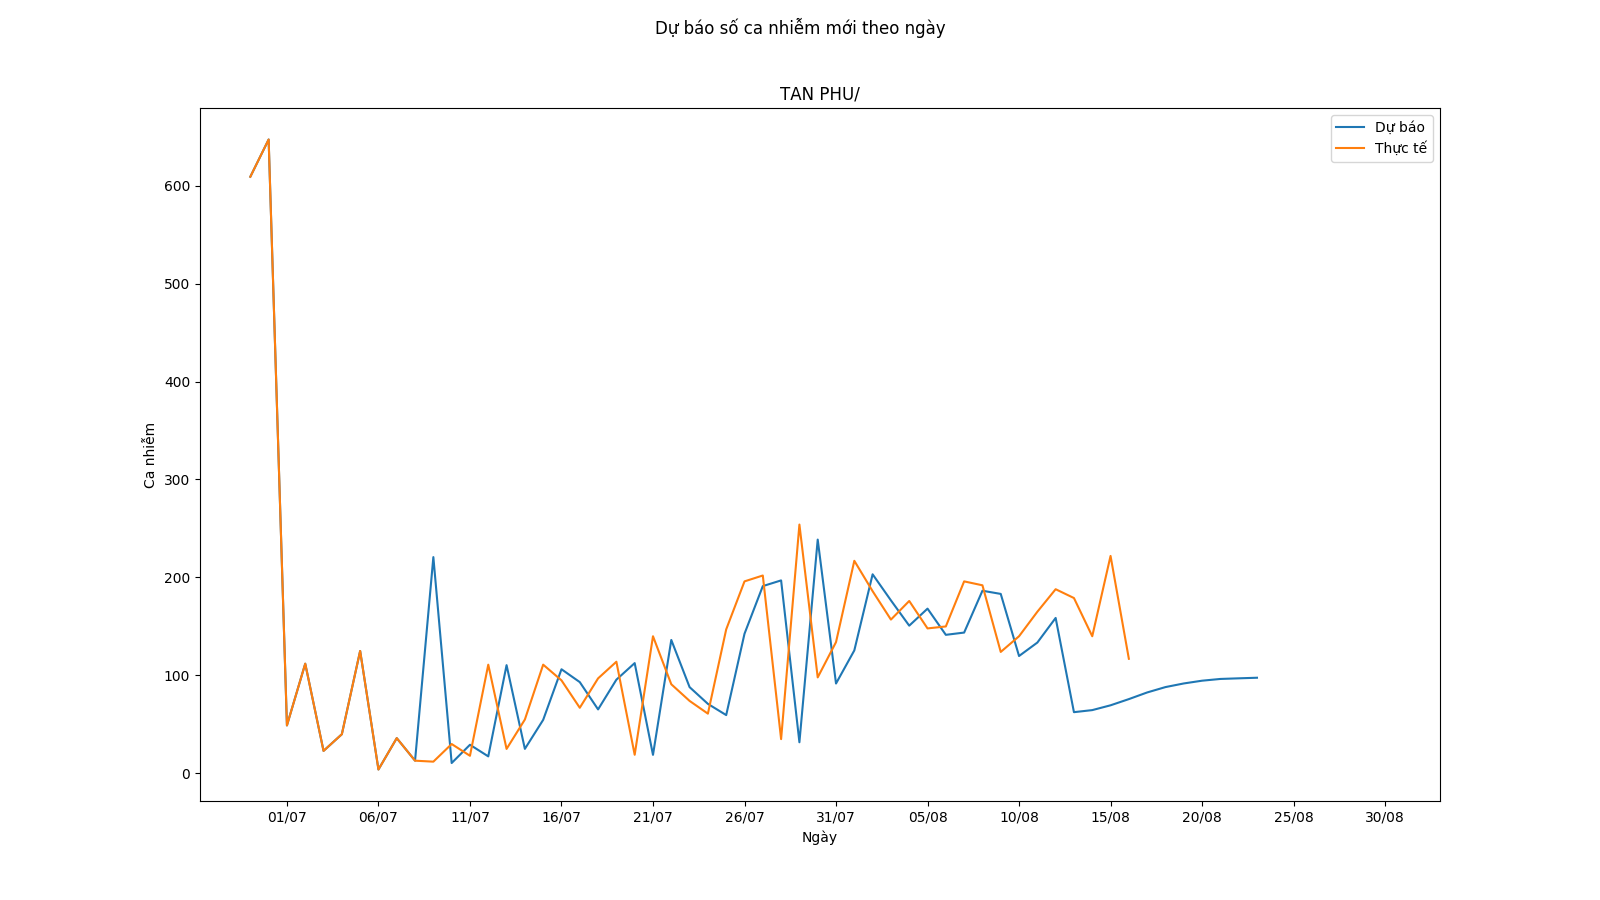 Dự báo số ca nhiễm mới theo ngày
TAN PHU/
Dự báo
Thực tế
Ca nhiễm
600
500
400
300
200
100
0
01/07 06/07 11/07 16/07 21/07 26/07 31/07 05/08 10/08 15/08 20/08 25/08 30/08
Ngày